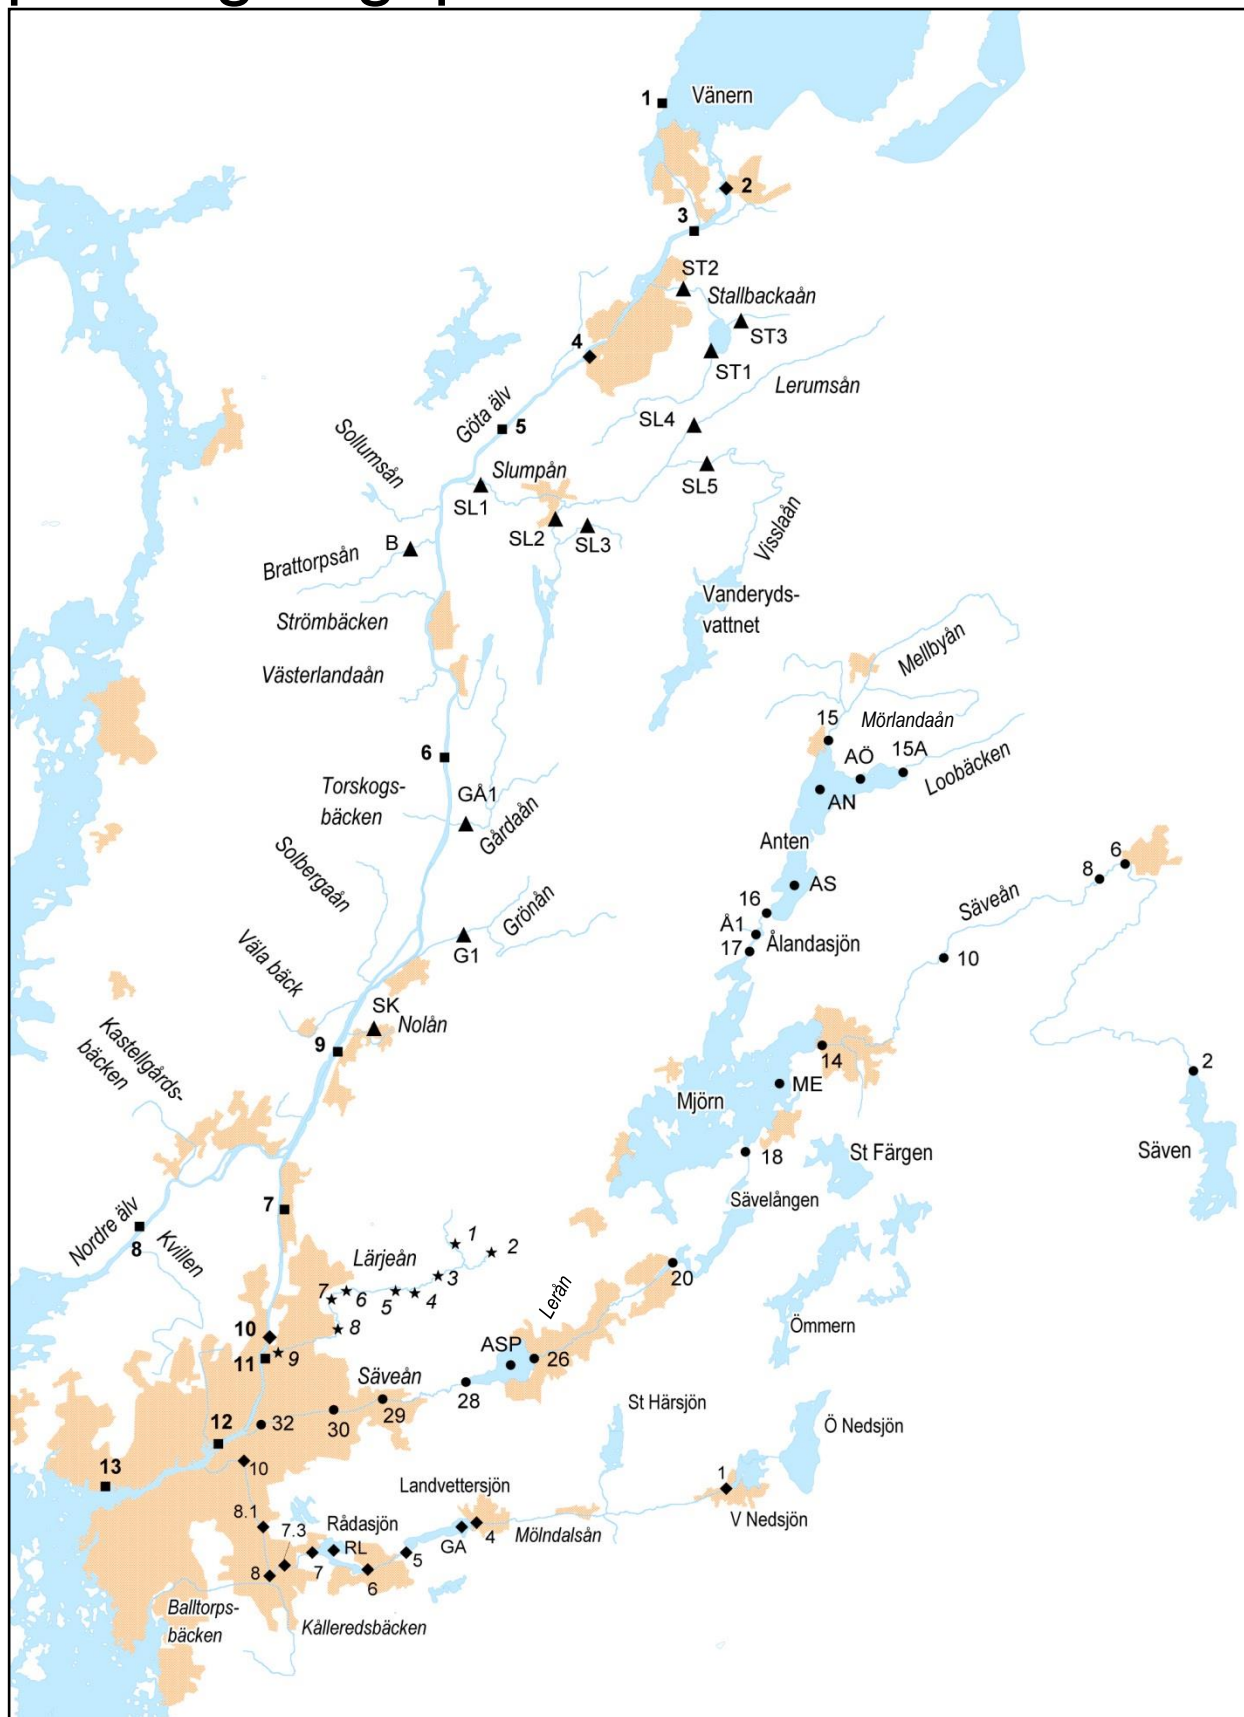 1
Vänern
2
3
ST2
Stallbackaån
ST3
4
ST1
Lerumsån
Göta älv
SL4
5
Sollumsån
Slumpån
SL5
SL1
Visslaån
SL2
SL3
B
Brattorpsån
Vanderyds-
vattnet
Strömbäcken
Mellbyån
Västerlandaån
Mörlandaån
15
15A
AÖ
6
Loobäcken
Torskogs-
bäcken
GÅ1
AN
Gårdaån
Anten
Solbergaån
6
8
AS
Säveån
Grönån
16
Å1
Ålandasjön
17
G1
10
Väla bäck
SK
Nolån
Kastellgårds-
bäcken
9
14
2
ME
Mjörn
18
St Färgen
Säven
Sävelången
7
Nordre älv
8
Kvillen
Lärjeån
1
2
3
20
7
6
5
4
Lerån
8
10
Ömmern
9
11
ASP
26
Säveån
28
29
30
32
St Härsjön
Ö Nedsjön
12
10
13
1
Landvettersjön
V Nedsjön
8.1
7.3
Rådasjön
RL
GA
4
Mölndalsån
5
7
6
8
Balltorps-
bäcken
Kålleredsbäcken